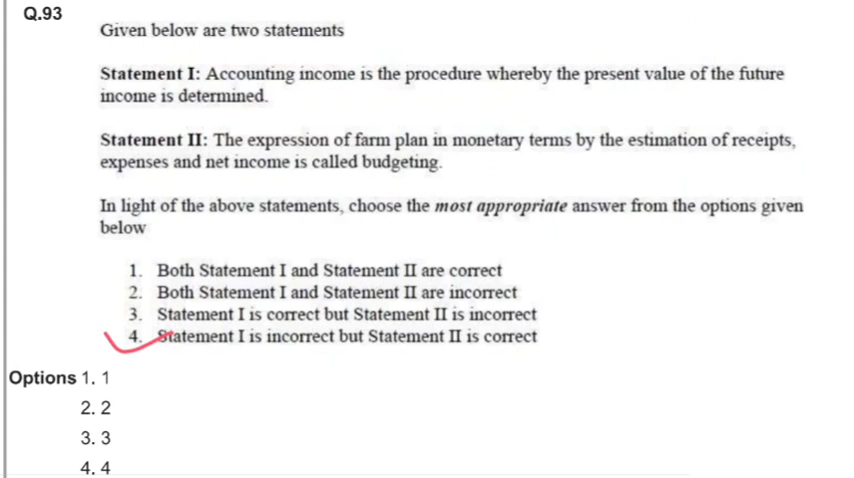 Q.93
Given below are two statements
Statement I: Accounting income is the procedure whereby the present value of the future
income is determined.
Statement II: The expression of farm plan in monetary terms by the estimation of receipts,
expenses and net income is called budgeting.
In light of the above statements, choose the most appropriate answer from the options given
below
1. Both Statement I and Statement II are correct
2. Both Statement I and Statement II are incorrect
3. Statement I is correct but Statement II is incorrect
4. Statement I is incorrect but Statement II is correct
Options 1. 1
2. 2
3. 3
4. 4